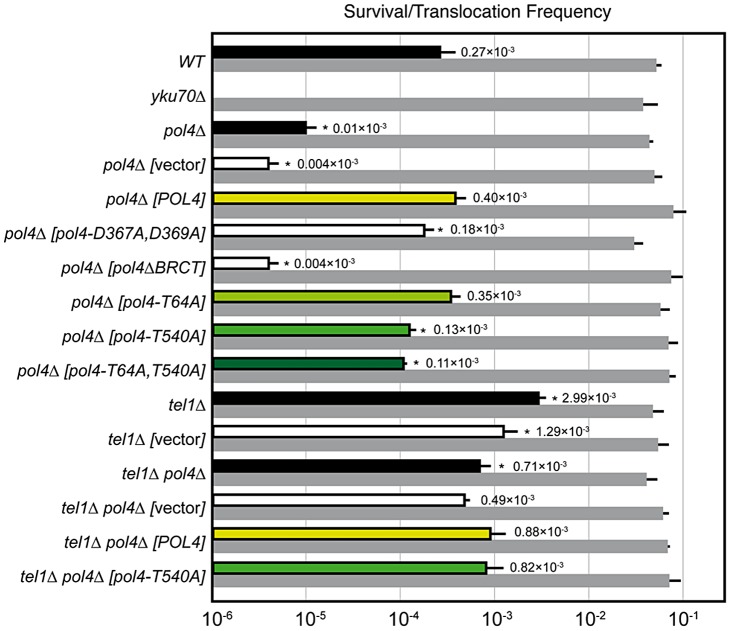 Survival/Translocation Frequency
WT 0.27×10-3
yku70Δ
pol4Δ * 0.01×10-3
pol4Δ [vector] * 0.004×10-3
pol4Δ [POL4] 0.40×10-3
pol4Δ [pol4-D367A,D369A] * 0.18×10-3
pol4Δ [pol4ΔBRCT] * 0.004×10-3
pol4Δ [pol4-T64A] 0.35×10-3
pol4Δ [pol4-T540A] * 0.13×10-3
pol4Δ [pol4-T64A,T540A] * 0.11×10-3
tel1Δ * 2.99×10-3
tel1Δ [vector] * 1.29×10-3
tel1Δ pol4Δ * 0.71×10-3
tel1Δ pol4Δ [vector] 0.49×10-3
tel1Δ pol4Δ [POL4] 0.88×10-3
tel1Δ pol4Δ [pol4-T540A] 0.82×10-3
10-6 10-5 10-4 10-3 10-2 10-1